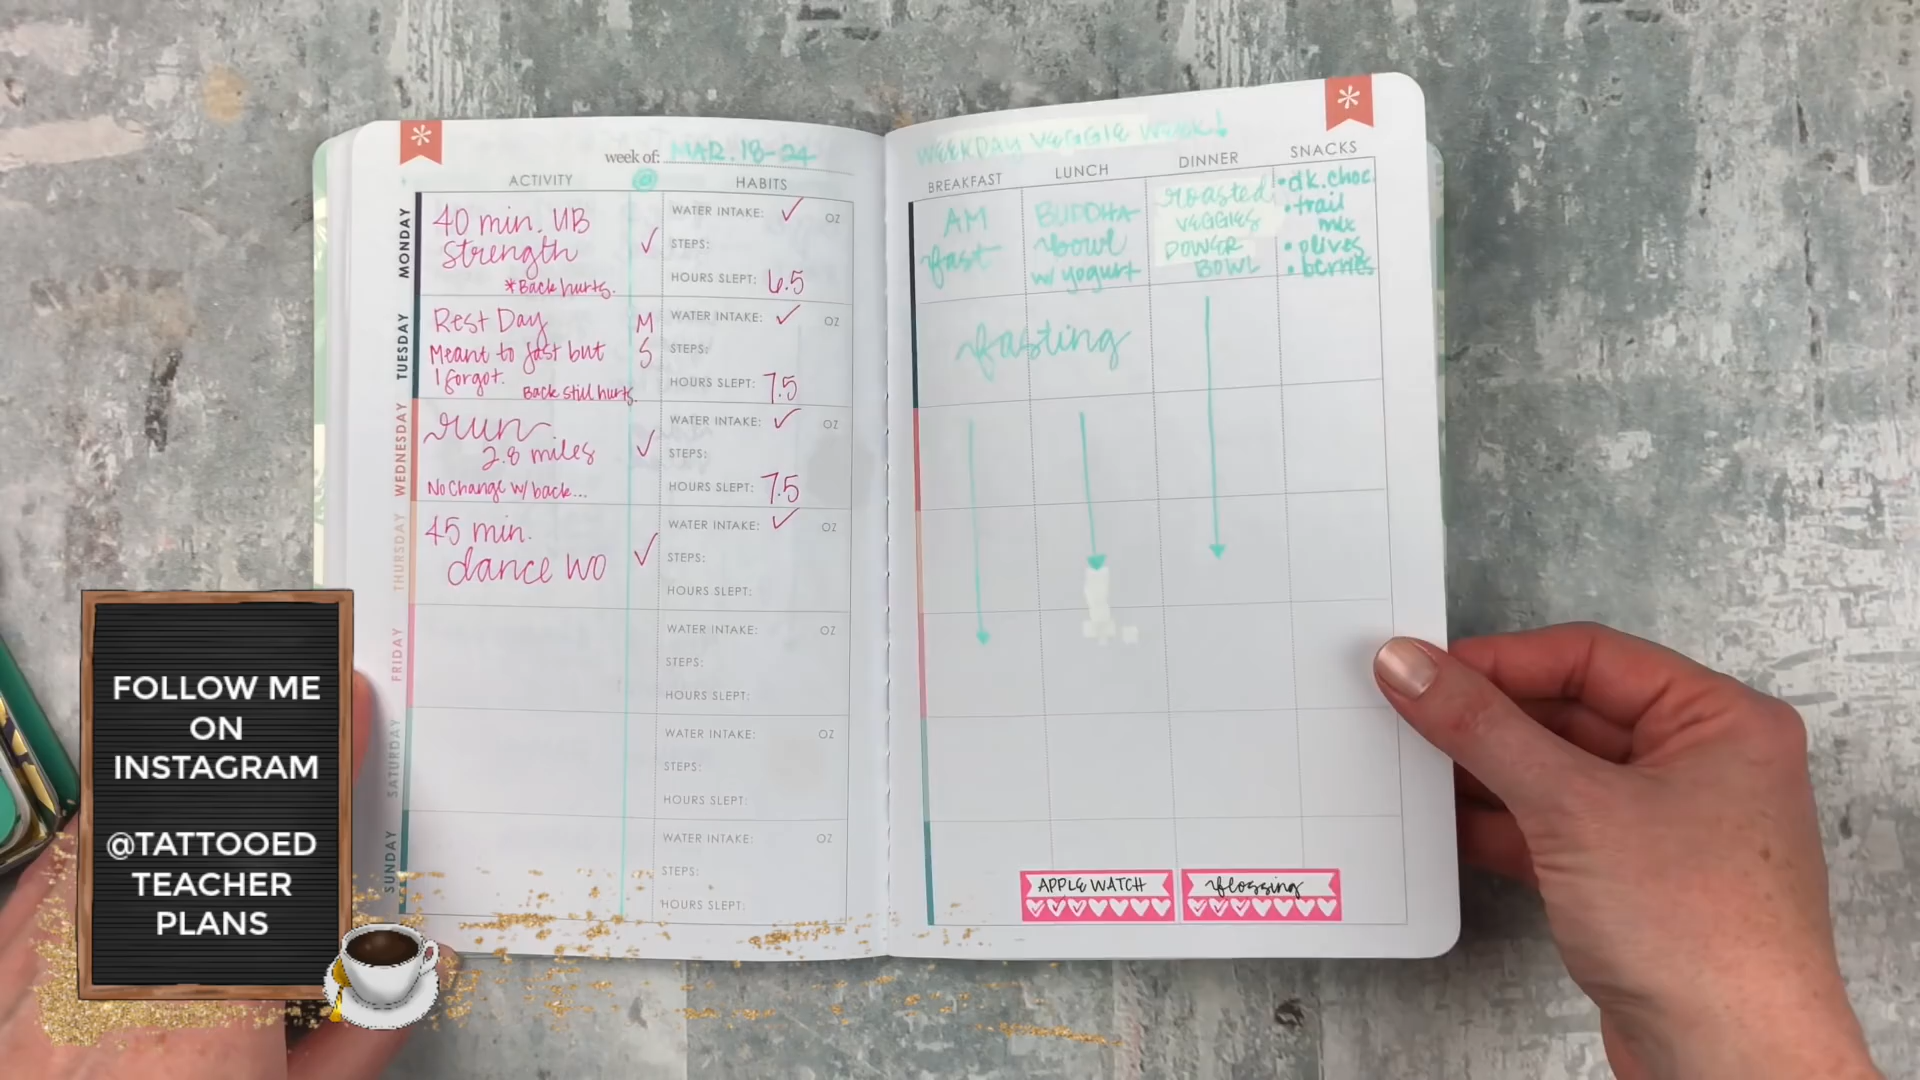 week of: MAR. 18-24
ACTIVITY @ HABITS
MONDAY
40 min. UB
strength
*Back hurts.
✓
WATER INTAKE: ✓ OZ
STEPS:
HOURS SLEPT: 6.5
TUESDAY
Rest Day
Meant to fast but
I forgot.
Back still hurts.
M
S
WATER INTAKE: ✓ OZ
STEPS:
HOURS SLEPT: 7.5
WEDNESDAY
run
2.8 miles
No Change w/ back...
✓
WATER INTAKE: ✓ OZ
STEPS:
HOURS SLEPT: 7.5
THURSDAY
45 min.
dance WO
✓
WATER INTAKE: ✓ OZ
STEPS:
HOURS SLEPT:
FRIDAY
WATER INTAKE: OZ
STEPS:
HOURS SLEPT:
SATURDAY
WATER INTAKE: OZ
STEPS:
HOURS SLEPT:
SUNDAY
WATER INTAKE: OZ
STEPS:
HOURS SLEPT:
WEEKDAY VEGGIE WEEK!
BREAKFAST LUNCH DINNER SNACKS
AM
fast
BUDDHA
bowl
w/ yogurt
roasted
VEGGIES
POWER
BOWL
• dk. choc.
• trail
mix
• olives
• berries
fasting
APPLE WATCH
flossing
FOLLOW ME
ON
INSTAGRAM
@TATTOOED
TEACHER
PLANS